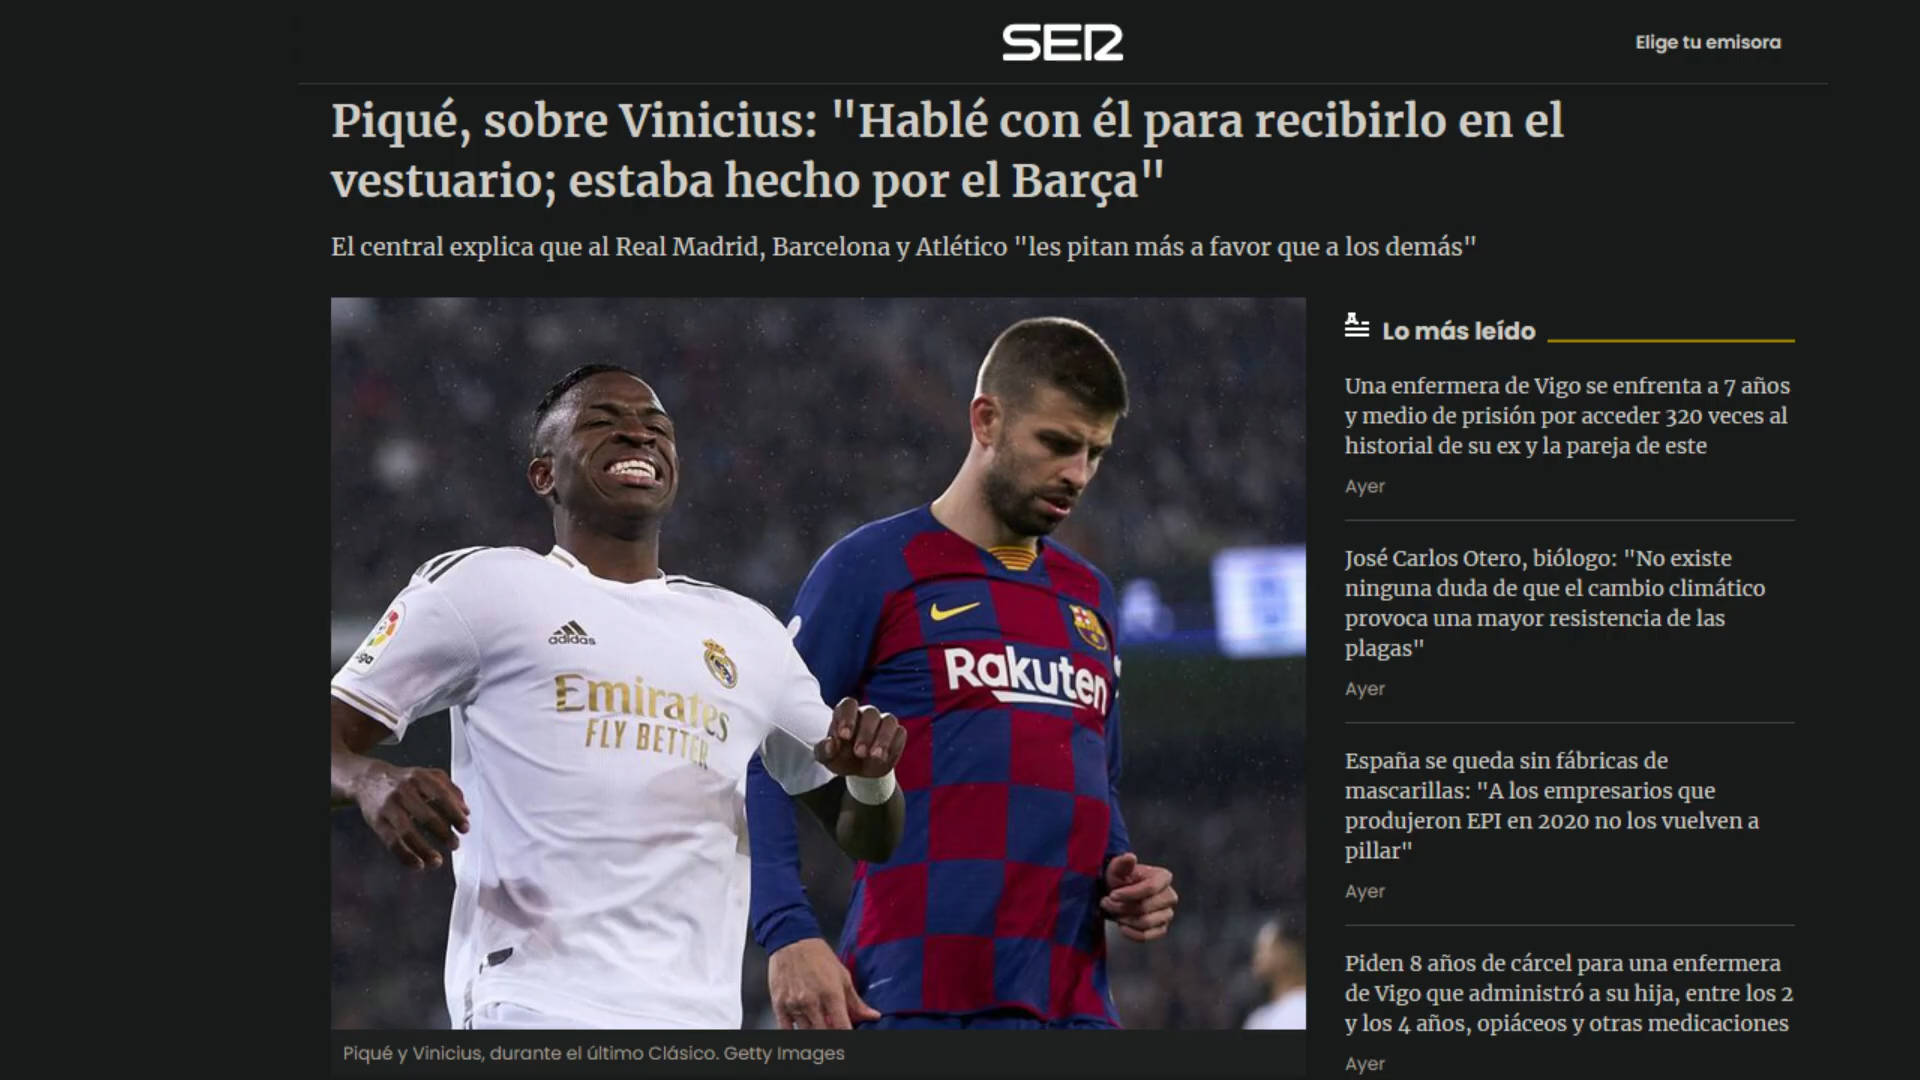 SER
Elige tu emisora
Piqué, sobre Vinicius: "Hablé con él para recibirlo en el
vestuario; estaba hecho por el Barça"
El central explica que al Real Madrid, Barcelona y Atlético "les pitan más a favor que a los demás"
adidas
Emirates
FLY BETTER
Rakuten
Piqué y Vinicius, durante el último Clásico. Getty Images
Lo más leído
Una enfermera de Vigo se enfrenta a 7 años
y medio de prisión por acceder 320 veces al
historial de su ex y la pareja de este
Ayer
José Carlos Otero, biólogo: "No existe
ninguna duda de que el cambio climático
provoca una mayor resistencia de las
plagas"
Ayer
España se queda sin fábricas de
mascarillas: "A los empresarios que
produjeron EPI en 2020 no los vuelven a
pillar"
Ayer
Piden 8 años de cárcel para una enfermera
de Vigo que administró a su hija, entre los 2
y los 4 años, opiáceos y otras medicaciones
Ayer